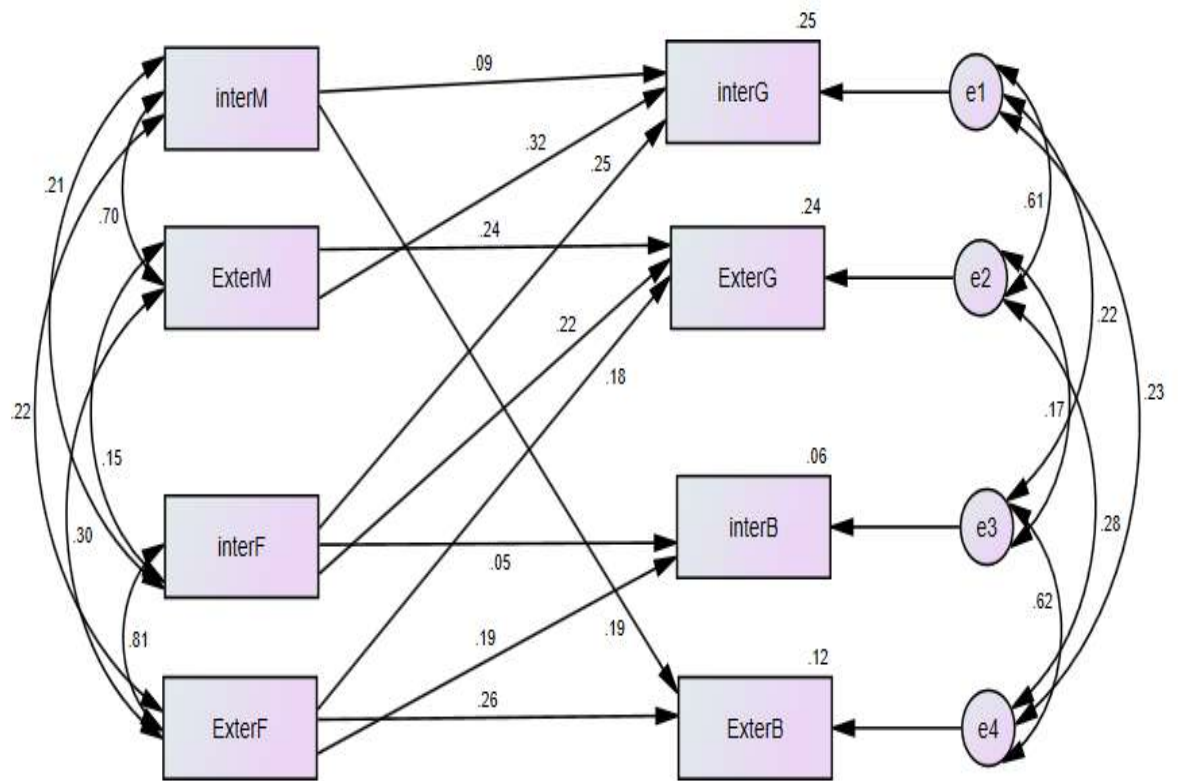 .25
interM
.09
interG
e1
.32
.25
.21
.70
.61
.24
.24
ExterM
ExterG
e2
.22
.22
.18
.23
.22
.17
.15
.06
.30
interF
interB
e3
.28
.05
.62
.81
.19
.19
.12
.26
ExterF
ExterB
e4